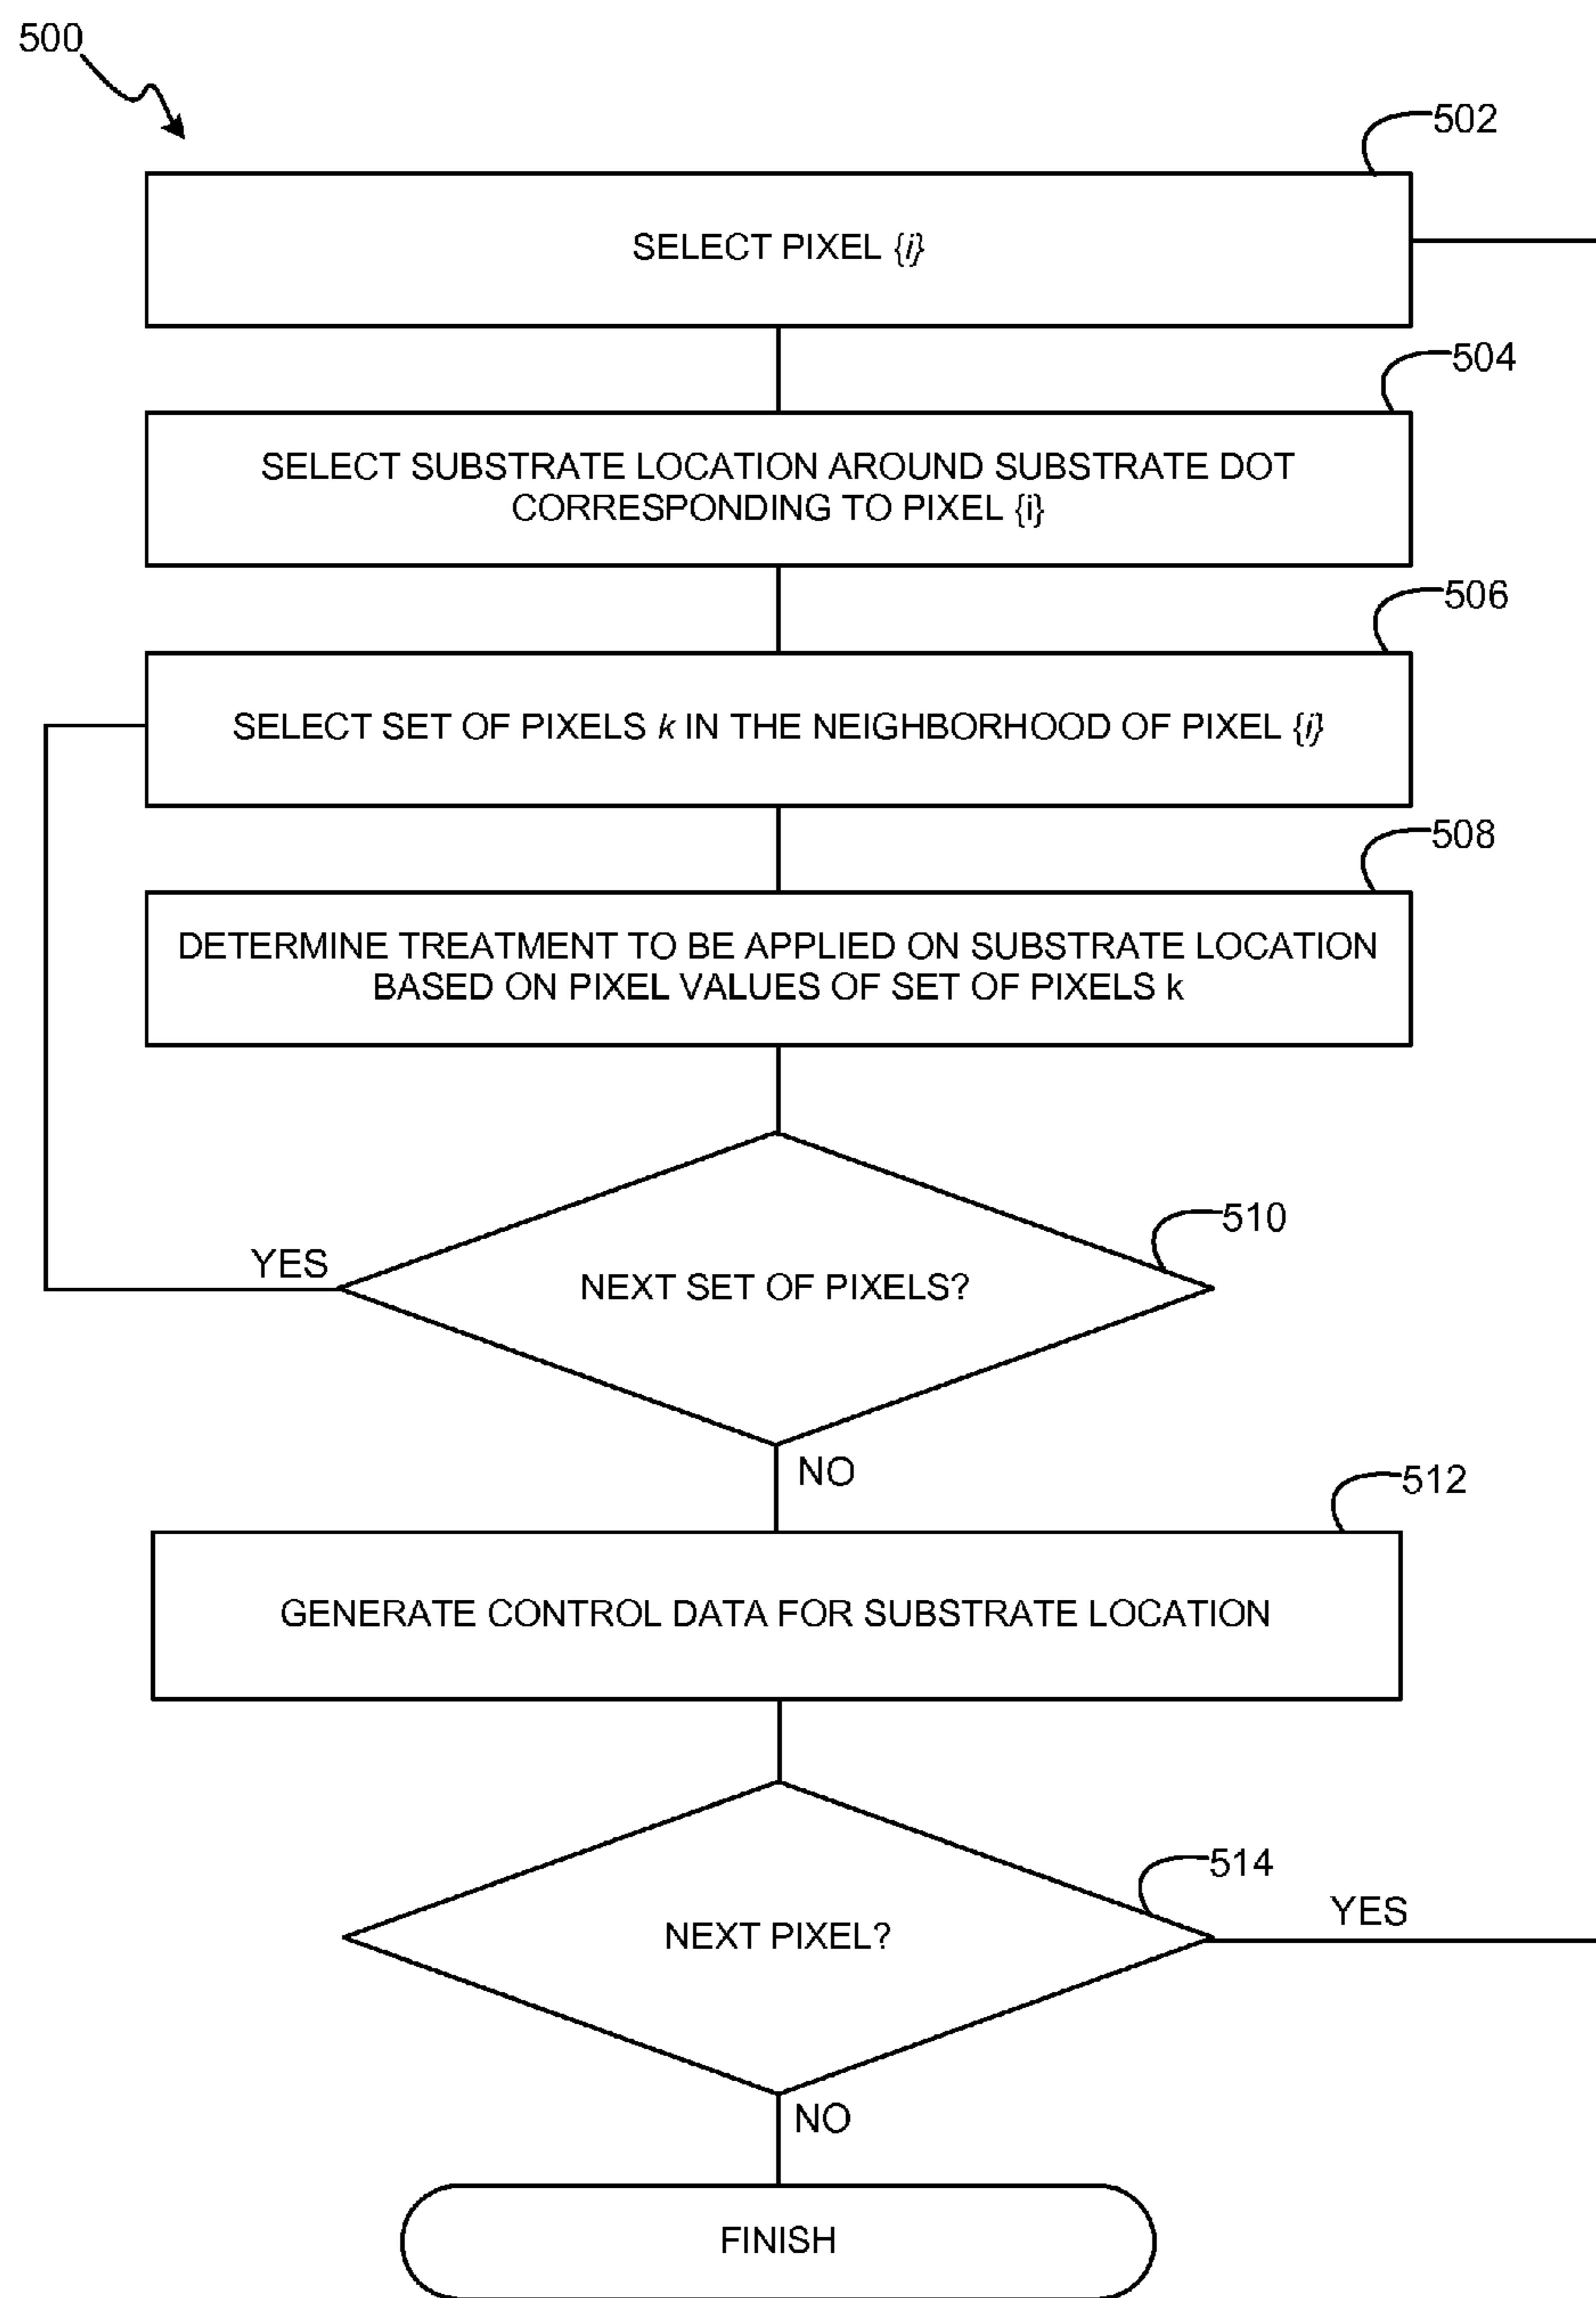 500
502
SELECT PIXEL {i}
504
SELECT SUBSTRATE LOCATION AROUND SUBSTRATE DOT
CORRESPONDING TO PIXEL {i}
506
SELECT SET OF PIXELS k IN THE NEIGHBORHOOD OF PIXEL {i}
508
DETERMINE TREATMENT TO BE APPLIED ON SUBSTRATE LOCATION
BASED ON PIXEL VALUES OF SET OF PIXELS k
510
YES
NEXT SET OF PIXELS?
NO
512
GENERATE CONTROL DATA FOR SUBSTRATE LOCATION
514
YES
NEXT PIXEL?
NO
FINISH